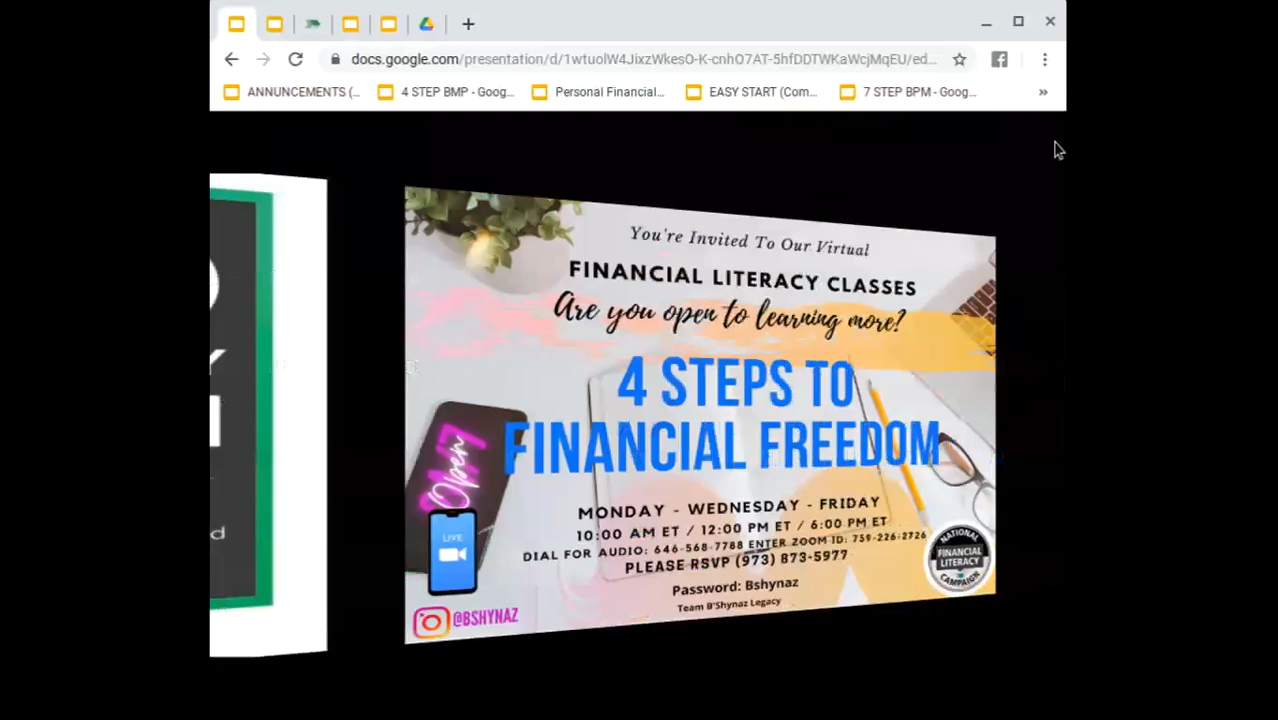 docs.google.com/presentation/d/1wtuolW4JixzWkesO-K-cnhO7AT-5hfDDTWKaWcjMqEU/ed...
ANNUNCEMENTS (...
4 STEP BMP - Goog...
Personal Financial...
EASY START (Com...
7 STEP BPM - Goog...
»
You're Invited To Our Virtual
FINANCIAL LITERACY CLASSES
Are you open to learning more?
4 STEPS TO
FINANCIAL FREEDOM
Open
LIVE
MONDAY - WEDNESDAY - FRIDAY
10:00 AM ET / 12:00 PM ET / 6:00 PM ET
DIAL FOR AUDIO: 646-568-7788 ENTER ZOOM ID: 759-226-2726
PLEASE RSVP (973) 873-5977
Password: Bshynaz
Team B'Shynaz Legacy
@BSHYNAZ
NATIONAL
FINANCIAL
LITERACY
CAMPAIGN